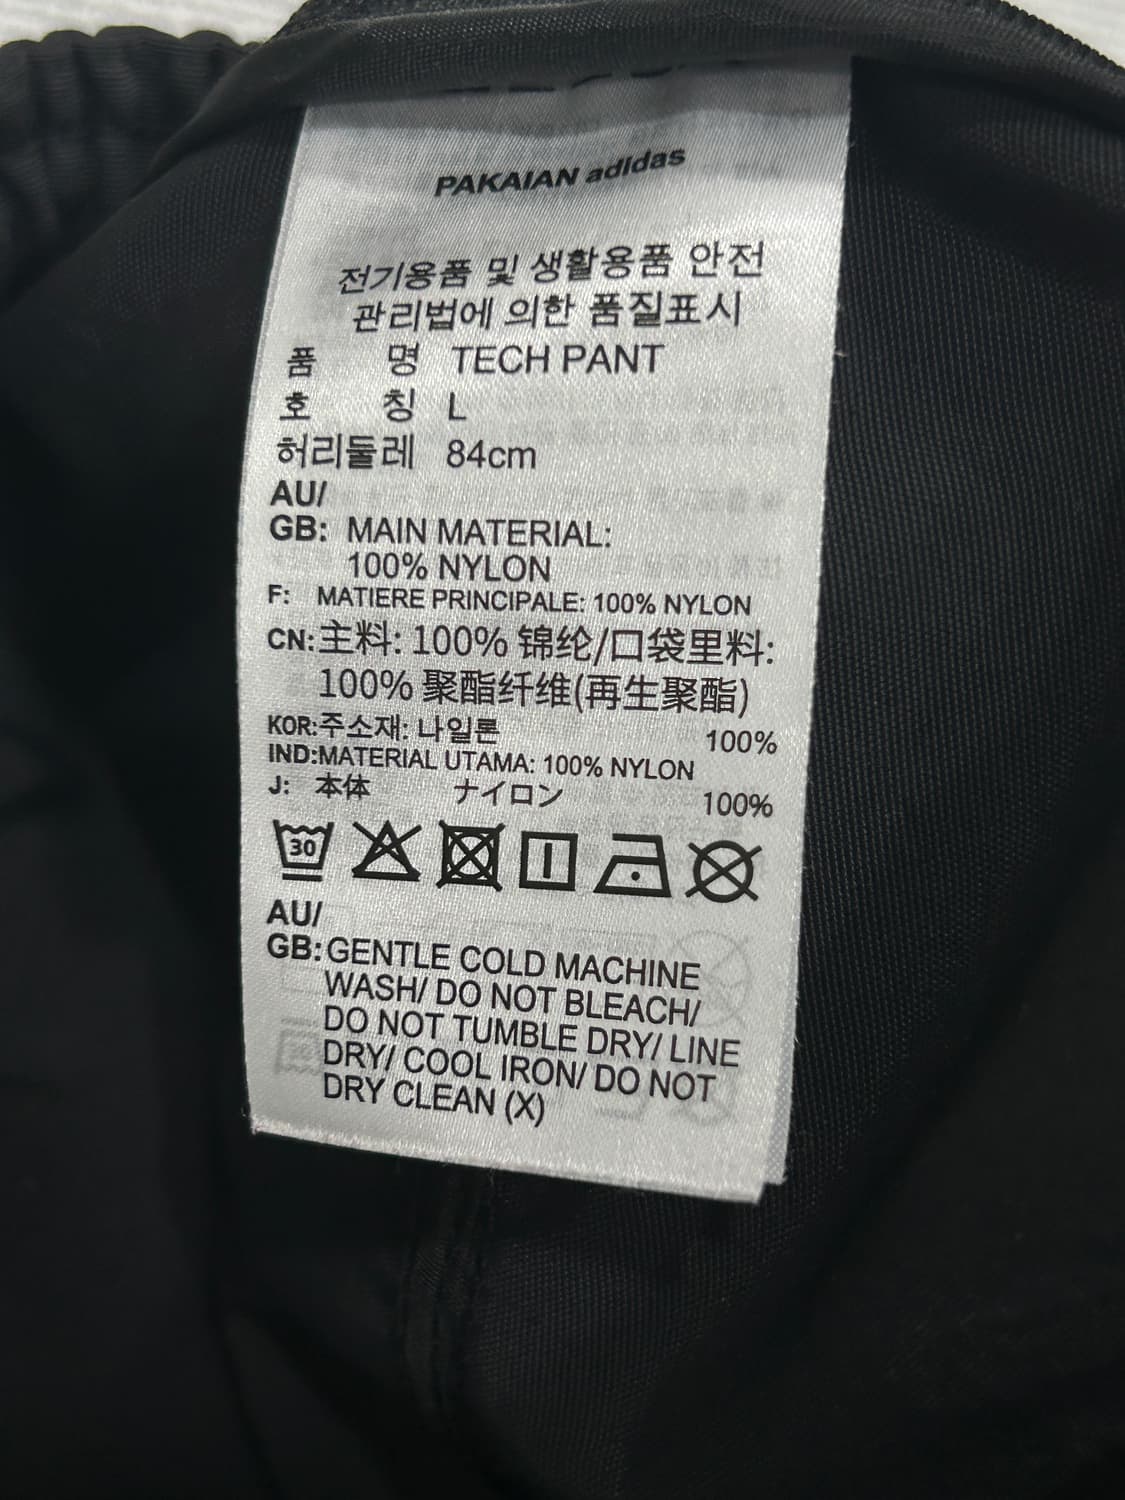 PAKAIAN adidas
전기용품 및 생활용품 안전
관리법에 의한 품질표시
품 명 TECH PANT
호 칭 L
허리둘레 84cm
AU/
GB: MAIN MATERIAL:
100% NYLON
F: MATIERE PRINCIPALE: 100% NYLON
CN:主料: 100% 锦纶/口袋里料:
100% 聚酯纤维(再生聚酯)
KOR:주소재: 나일론 100%
IND:MATERIAL UTAMA: 100% NYLON
J: 本体 ナイロン 100%
30
AU/
GB:GENTLE COLD MACHINE
WASH/ DO NOT BLEACH/
DO NOT TUMBLE DRY/ LINE
DRY/ COOL IRON/ DO NOT
DRY CLEAN (X)